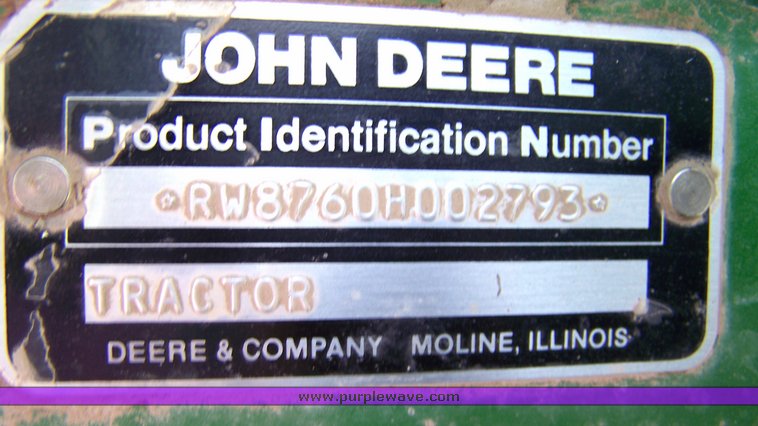 JOHN DEERE
Product Identification Number
*RW8760H002793*
TRACTOR
DEERE & COMPANY MOLINE, ILLINOIS
www.purplewave.com